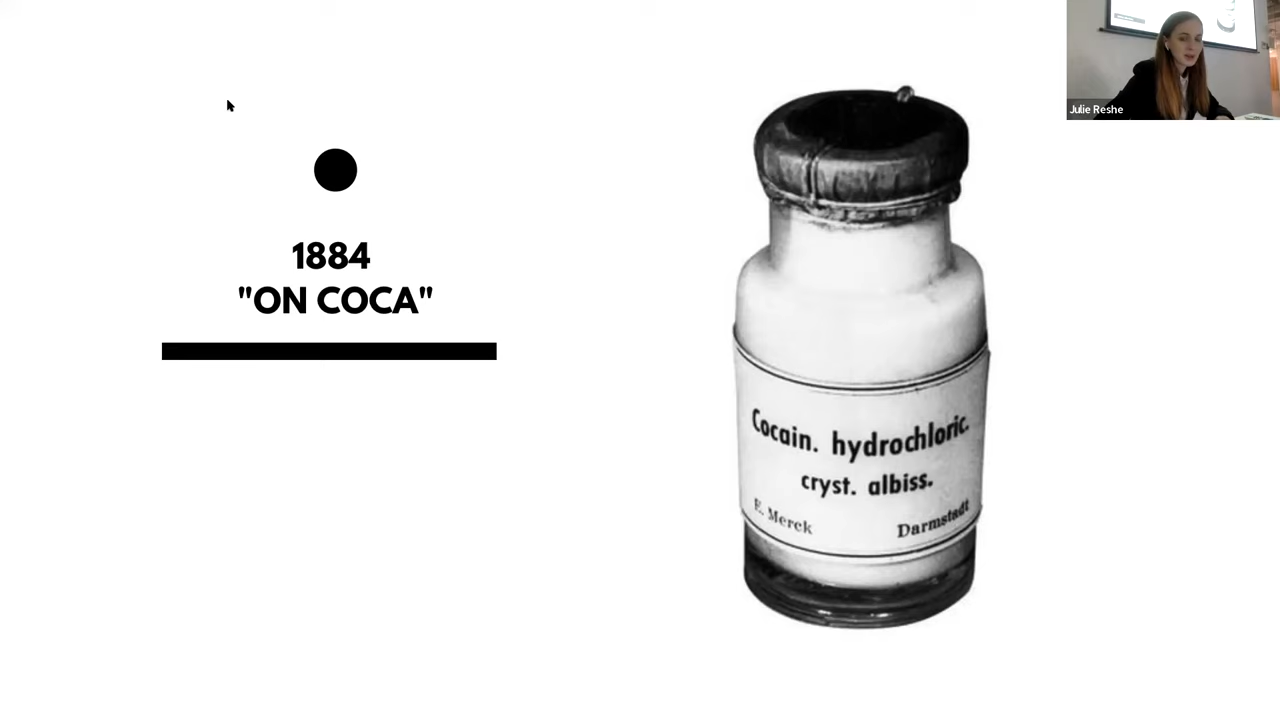 1884
"ON COCA"
Cocain. hydrochloric.
cryst. albiss.
E. Merck
Darmstadt
Julie Reshe